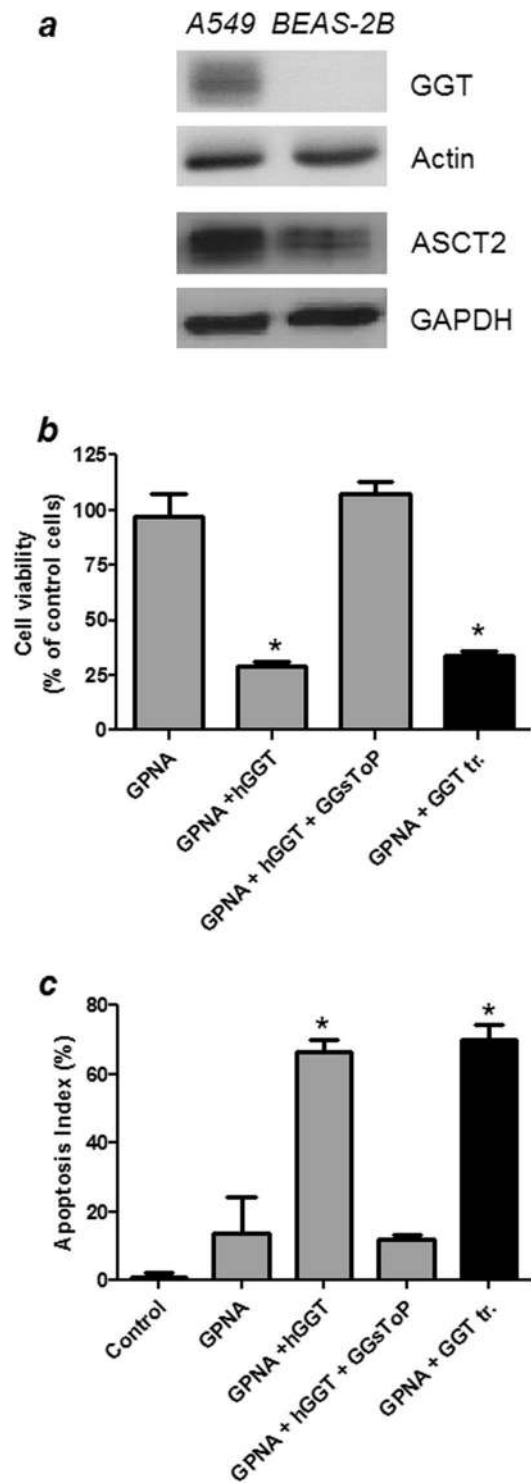 a
A549 BEAS-2B
GGT
Actin
ASCT2
GAPDH
b
Cell viability
(% of control cells)
125
100
75
50
25
0
*
*
GPNA
GPNA +hGGT
GPNA + hGGT + GGsToP
GPNA + GGT tr.
c
Apoptosis Index (%)
80
60
40
20
0
*
*
Control
GPNA
GPNA +hGGT
GPNA + hGGT + GGsToP
GPNA + GGT tr.